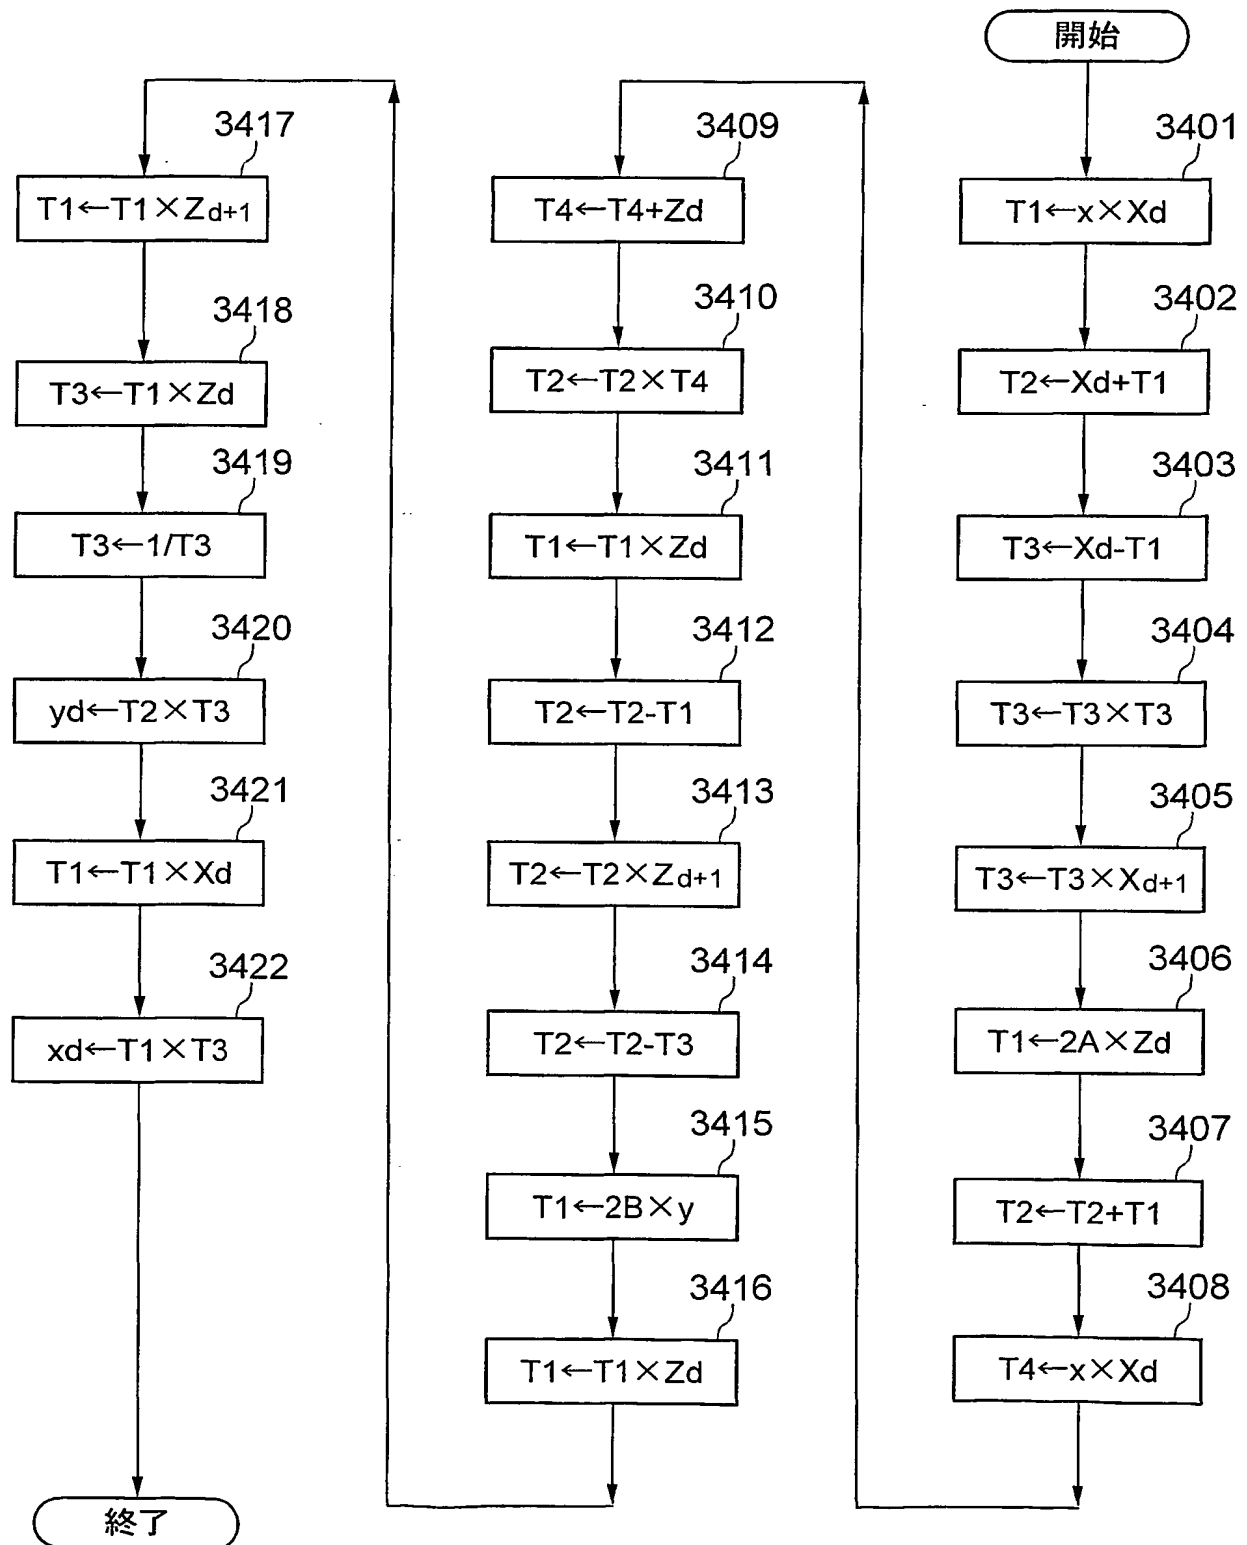 開始
3401
T1←x×Xd
3402
T2←Xd+T1
3403
T3←Xd-T1
3404
T3←T3×T3
3405
T3←T3×Xd+1
3406
T1←2A×Zd
3407
T2←T2+T1
3408
T4←x×Xd
3409
T4←T4+Zd
3410
T2←T2×T4
3411
T1←T1×Zd
3412
T2←T2-T1
3413
T2←T2×Zd+1
3414
T2←T2-T3
3415
T1←2B×y
3416
T1←T1×Zd
3417
T1←T1×Zd+1
3418
T3←T1×Zd
3419
T3←1/T3
3420
yd←T2×T3
3421
T1←T1×Xd
3422
xd←T1×T3
終了